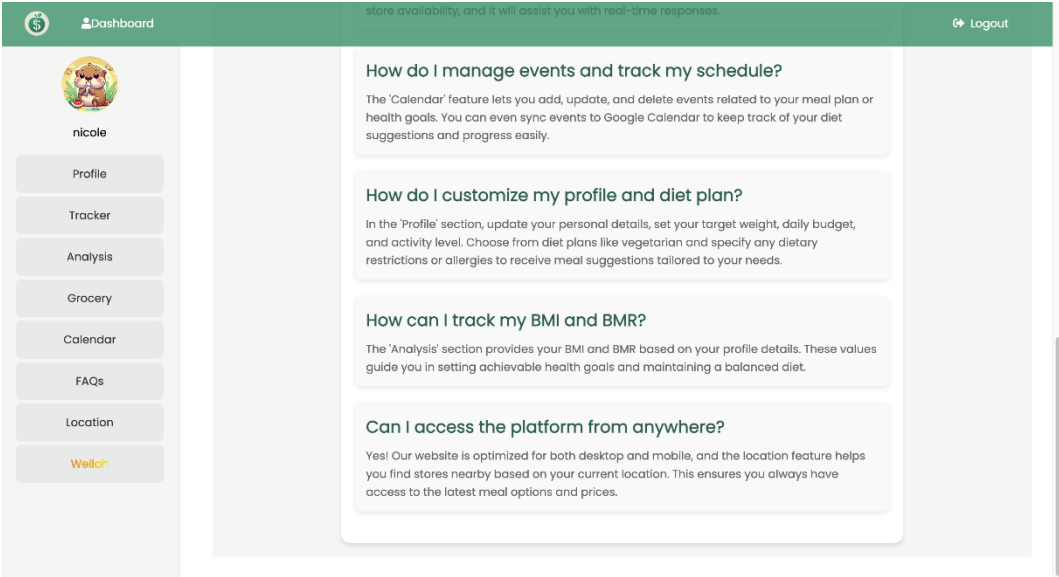 $
Dashboard
Logout
nicole
Profile
Tracker
Analysis
Grocery
Calendar
FAQs
Location
Welloh
store availability, and it will assist you with real-time responses.
How do I manage events and track my schedule?
The 'Calendar' feature lets you add, update, and delete events related to your meal plan or
health goals. You can even sync events to Google Calendar to keep track of your diet
suggestions and progress easily.
How do I customize my profile and diet plan?
In the 'Profile' section, update your personal details, set your target weight, daily budget,
and activity level. Choose from diet plans like vegetarian and specify any dietary
restrictions or allergies to receive meal suggestions tailored to your needs.
How can I track my BMI and BMR?
The 'Analysis' section provides your BMI and BMR based on your profile details. These values
guide you in setting achievable health goals and maintaining a balanced diet.
Can I access the platform from anywhere?
Yes! Our website is optimized for both desktop and mobile, and the location feature helps
you find stores nearby based on your current location. This ensures you always have
access to the latest meal options and prices.